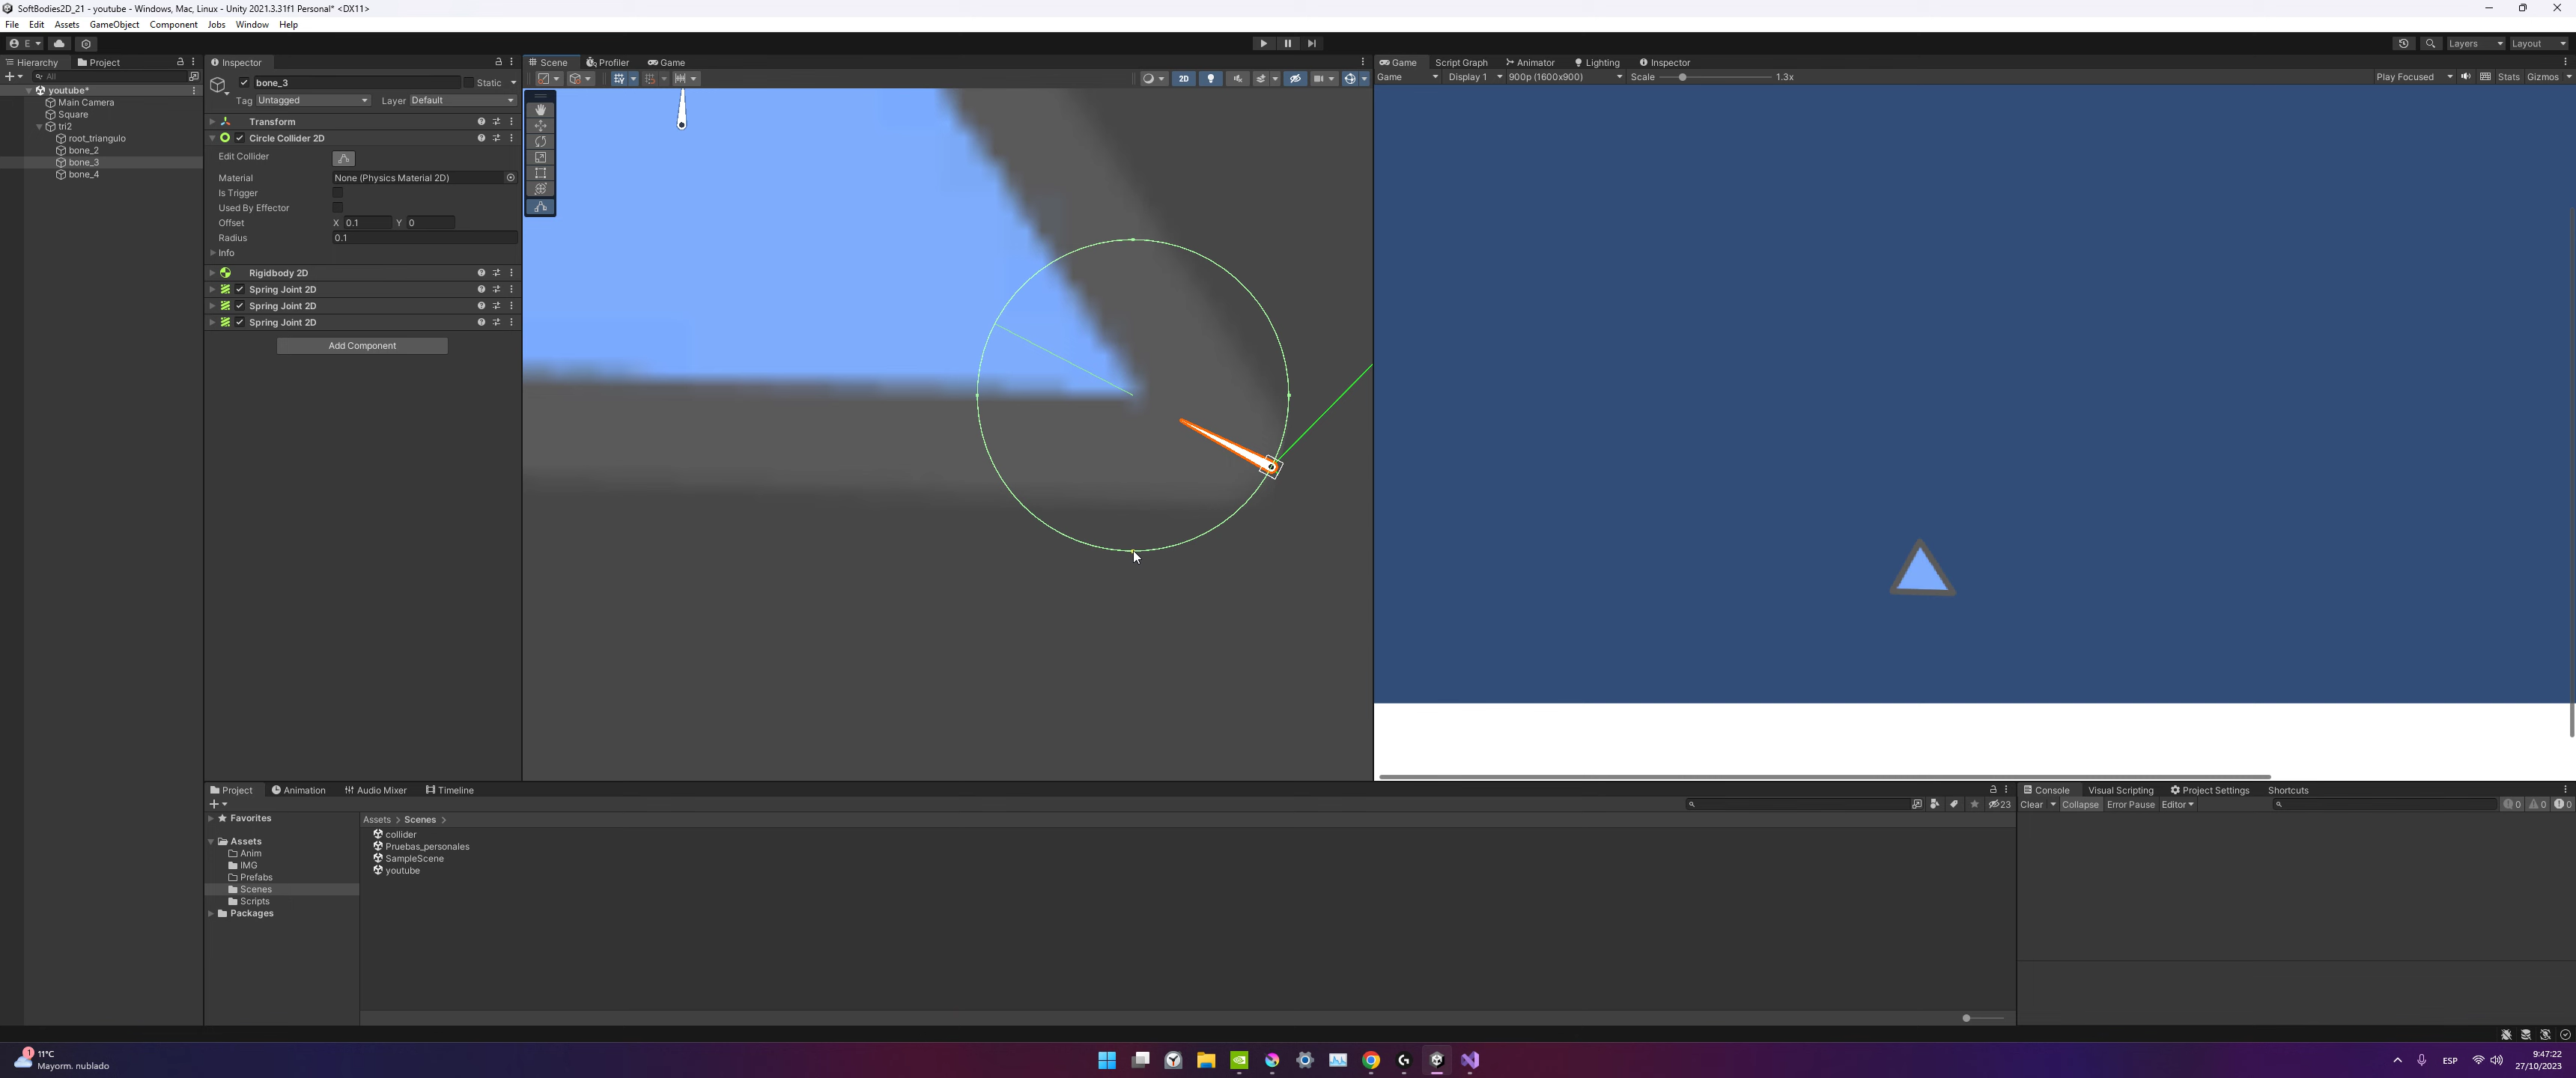 SoftBodies2D_21 - youtube - Windows, Mac, Linux - Unity 2021.3.31f1 Personal* <DX11>
File Edit Assets GameObject Component Jobs Window Help
E Layers Layout
Hierarchy Project
All
youtube*
Main Camera
Square
tri2
root_triangulo
bone_2
bone_3
bone_4
Inspector
bone_3 Static
Tag Untagged Layer Default
Transform
Circle Collider 2D
Edit Collider
Material None (Physics Material 2D)
Is Trigger
Used By Effector
Offset X 0.1 Y 0
Radius 0.1
Info
Rigidbody 2D
Spring Joint 2D
Spring Joint 2D
Spring Joint 2D
Add Component
Scene Profiler Game
2D
Game Script Graph Animator Lighting Inspector
Game Display 1 900p (1600x900) Scale 1.3x Play Focused Stats Gizmos
Project Animation Audio Mixer Timeline
23
Favorites
Assets
Anim
IMG
Prefabs
Scenes
Scripts
Packages
Assets > Scenes >
collider
Pruebas_personales
SampleScene
youtube
Console Visual Scripting Project Settings Shortcuts
Clear Collapse Error Pause Editor 0 0 0
1
11°C
Mayorm. nublado
ESP
9:47:22
27/10/2023